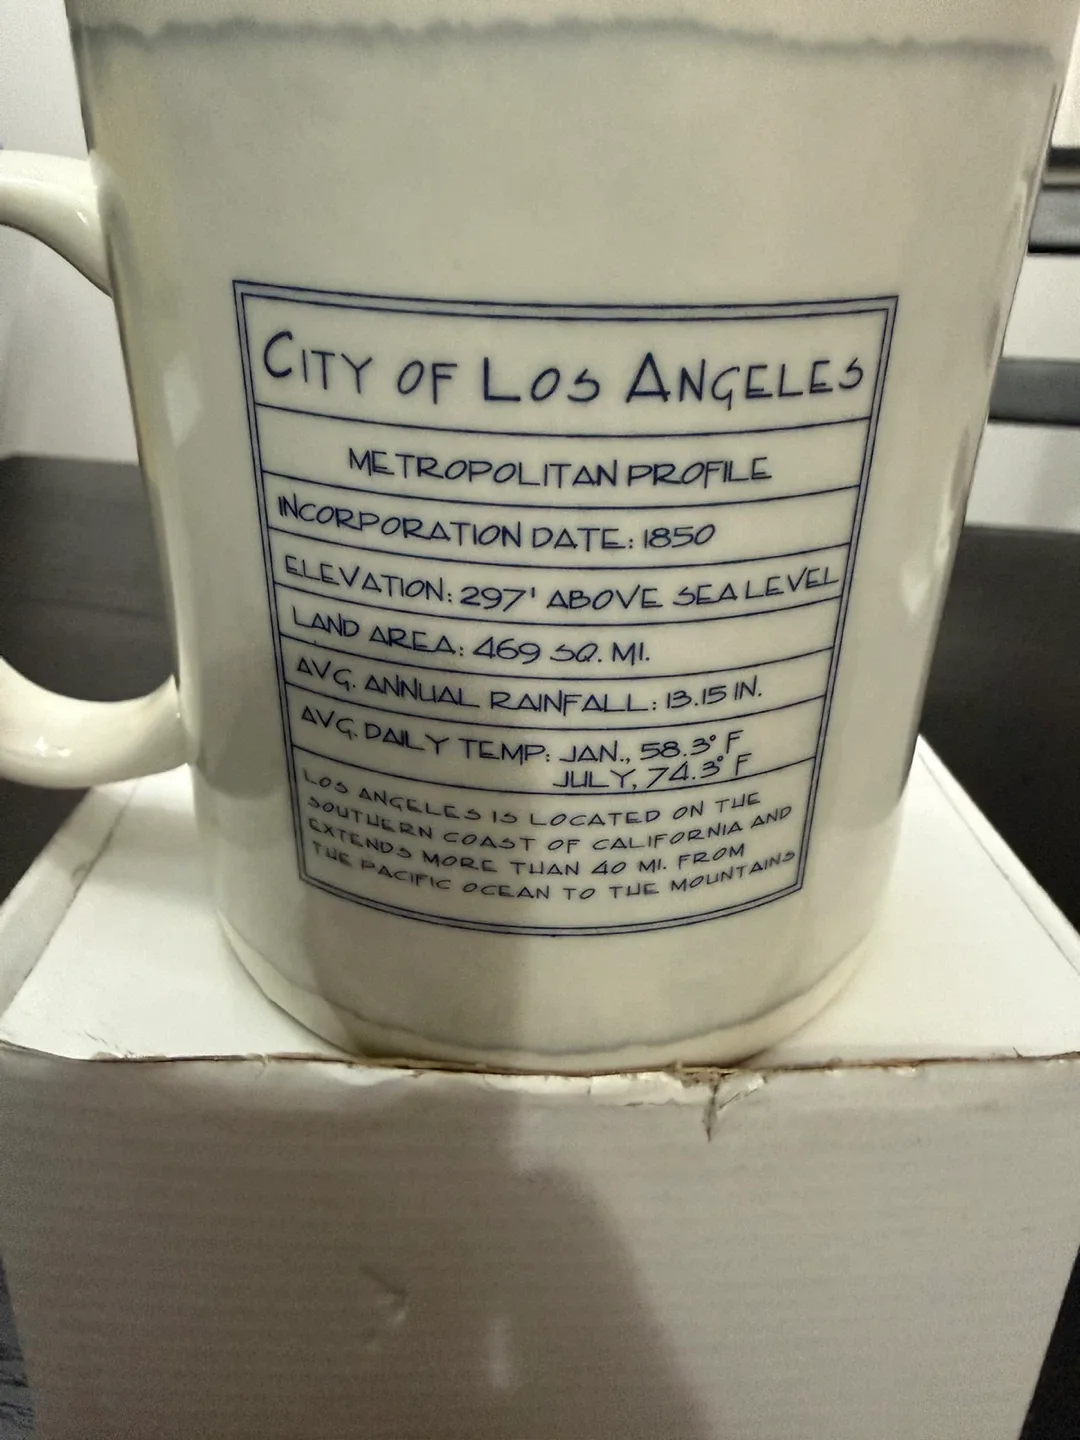 CITY OF LOS ANGELES
METROPOLITAN PROFILE
INCORPORATION DATE: 1850
ELEVATION: 297' ABOVE SEA LEVEL
LAND AREA: 469 SQ. MI.
AVG. ANNUAL RAINFALL: 13.15 IN.
AVG. DAILY TEMP: JAN., 58.3° F
JULY, 74.3° F
LOS ANGELES IS LOCATED ON THE
SOUTHERN COAST OF CALIFORNIA AND
EXTENDS MORE THAN 40 MI. FROM
THE PACIFIC OCEAN TO THE MOUNTAINS